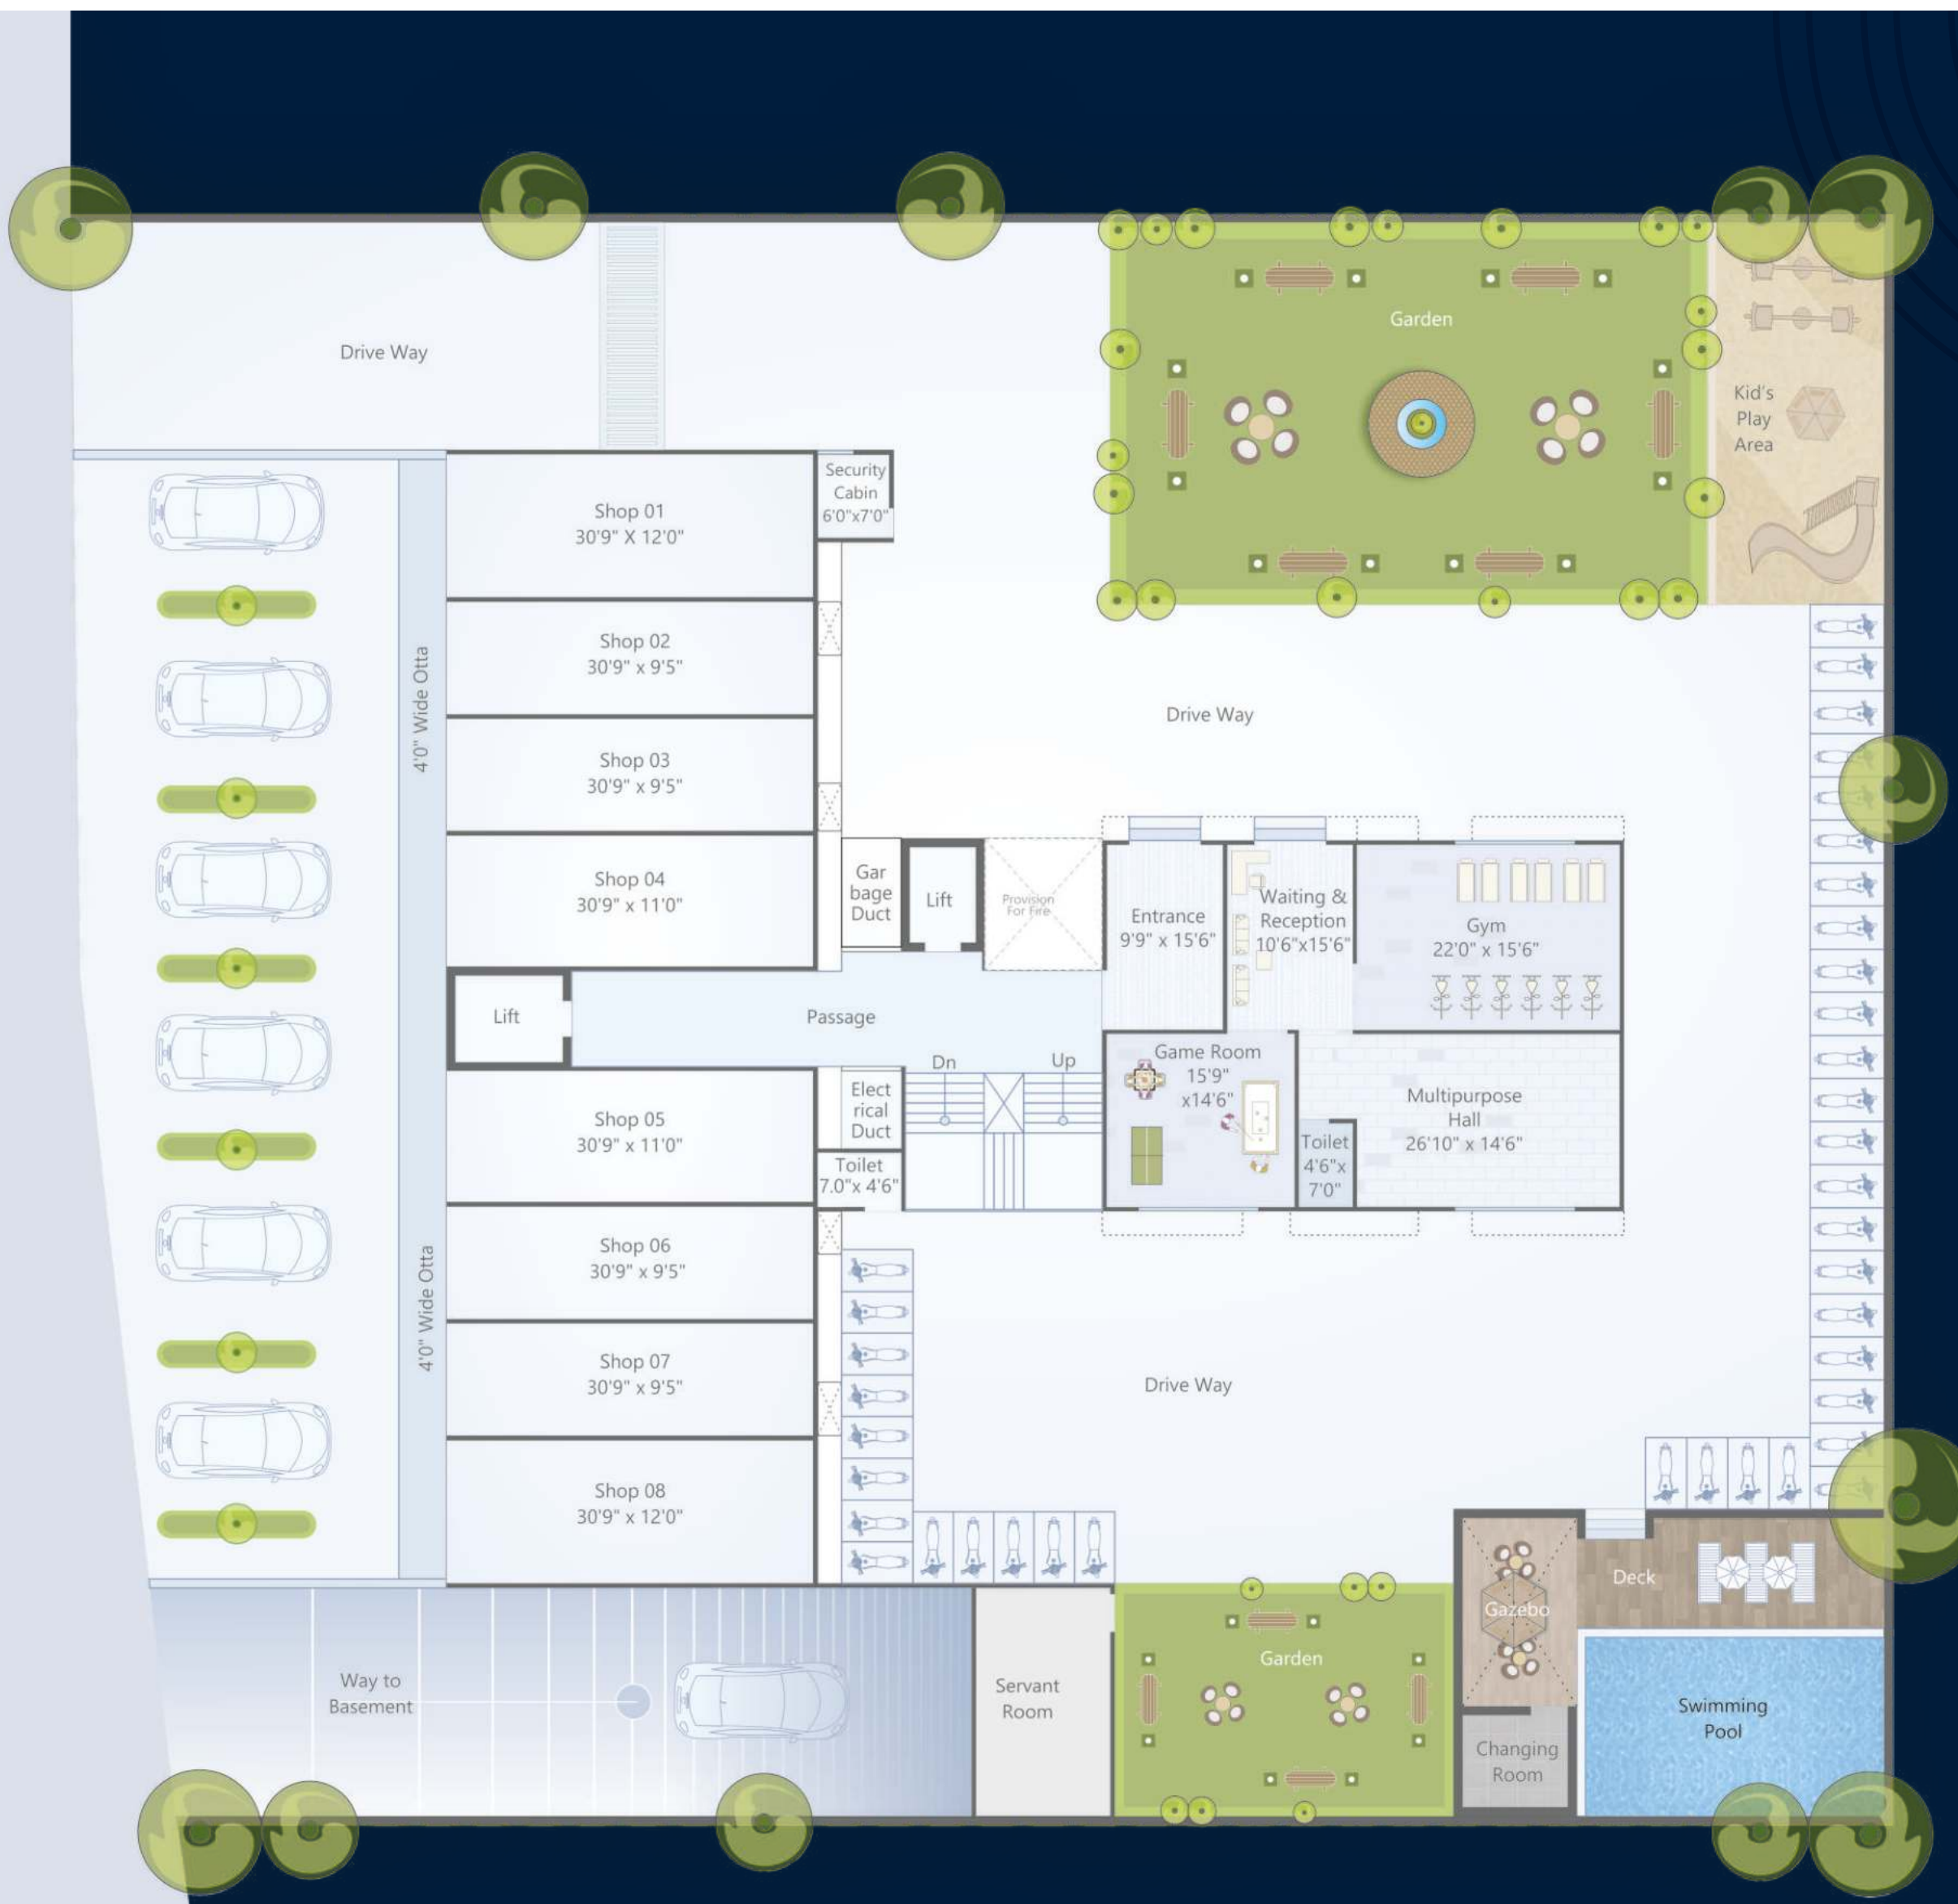 Drive Way
Garden
Kid's
Play
Area
Security
Cabin
6'0"x7'0"
Shop 01
30'9" X 12'0"
Shop 02
30'9" x 9'5"
4'0" Wide Otta
Drive Way
Shop 03
30'9" x 9'5"
Shop 04
30'9" x 11'0"
Gar
bage
Duct
Lift
Provision
For Fire
Entrance
9'9" x 15'6"
Waiting &
Reception
10'6"x15'6"
Gym
22'0" x 15'6"
Lift
Passage
Dn
Up
Game Room
15'9"
x14'6"
Multipurpose
Hall
26'10" x 14'6"
Elect
rical
Duct
Shop 05
30'9" x 11'0"
Toilet
7.0"x 4'6"
Toilet
4'6"x
7'0"
Shop 06
30'9" x 9'5"
4'0" Wide Otta
Shop 07
30'9" x 9'5"
Drive Way
Shop 08
30'9" x 12'0"
Deck
Gazebo
Garden
Way to
Basement
Servant
Room
Swimming
Pool
Changing
Room